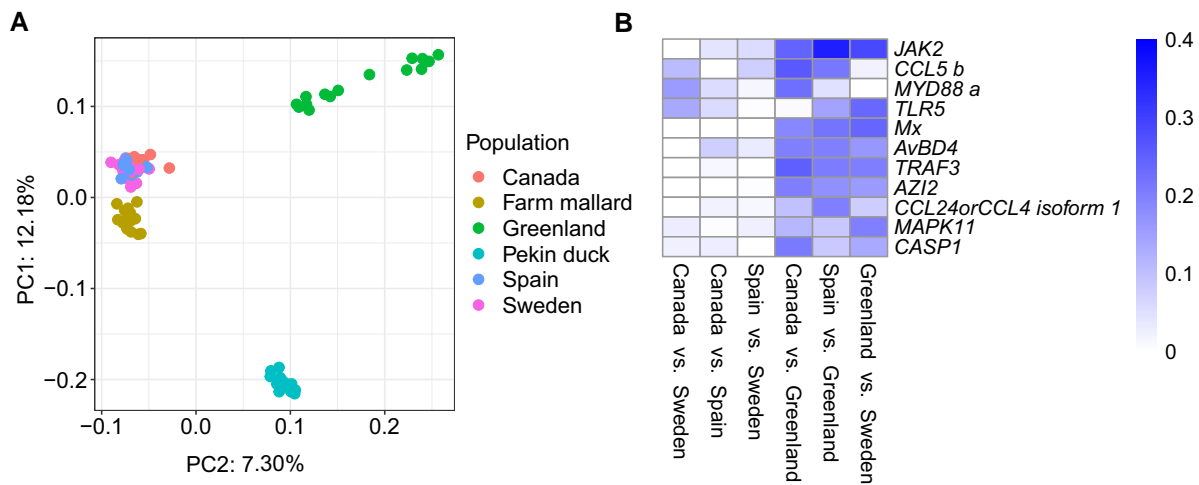 A
PC1: 12.18%
0.1
0.0
−0.1
−0.2
−0.1
0.0
0.1
0.2
PC2: 7.30%
Population
Canada
Farm mallard
Greenland
Pekin duck
Spain
Sweden
B
JAK2
CCL5 b
MYD88 a
TLR5
Mx
AvBD4
TRAF3
AZI2
CCL24orCCL4 isoform 1
MAPK11
CASP1
Canada vs. Sweden
Canada vs. Spain
Spain vs. Sweden
Canada vs. Greenland
Spain vs. Greenland
Greenland vs. Sweden
0.4
0.3
0.2
0.1
0